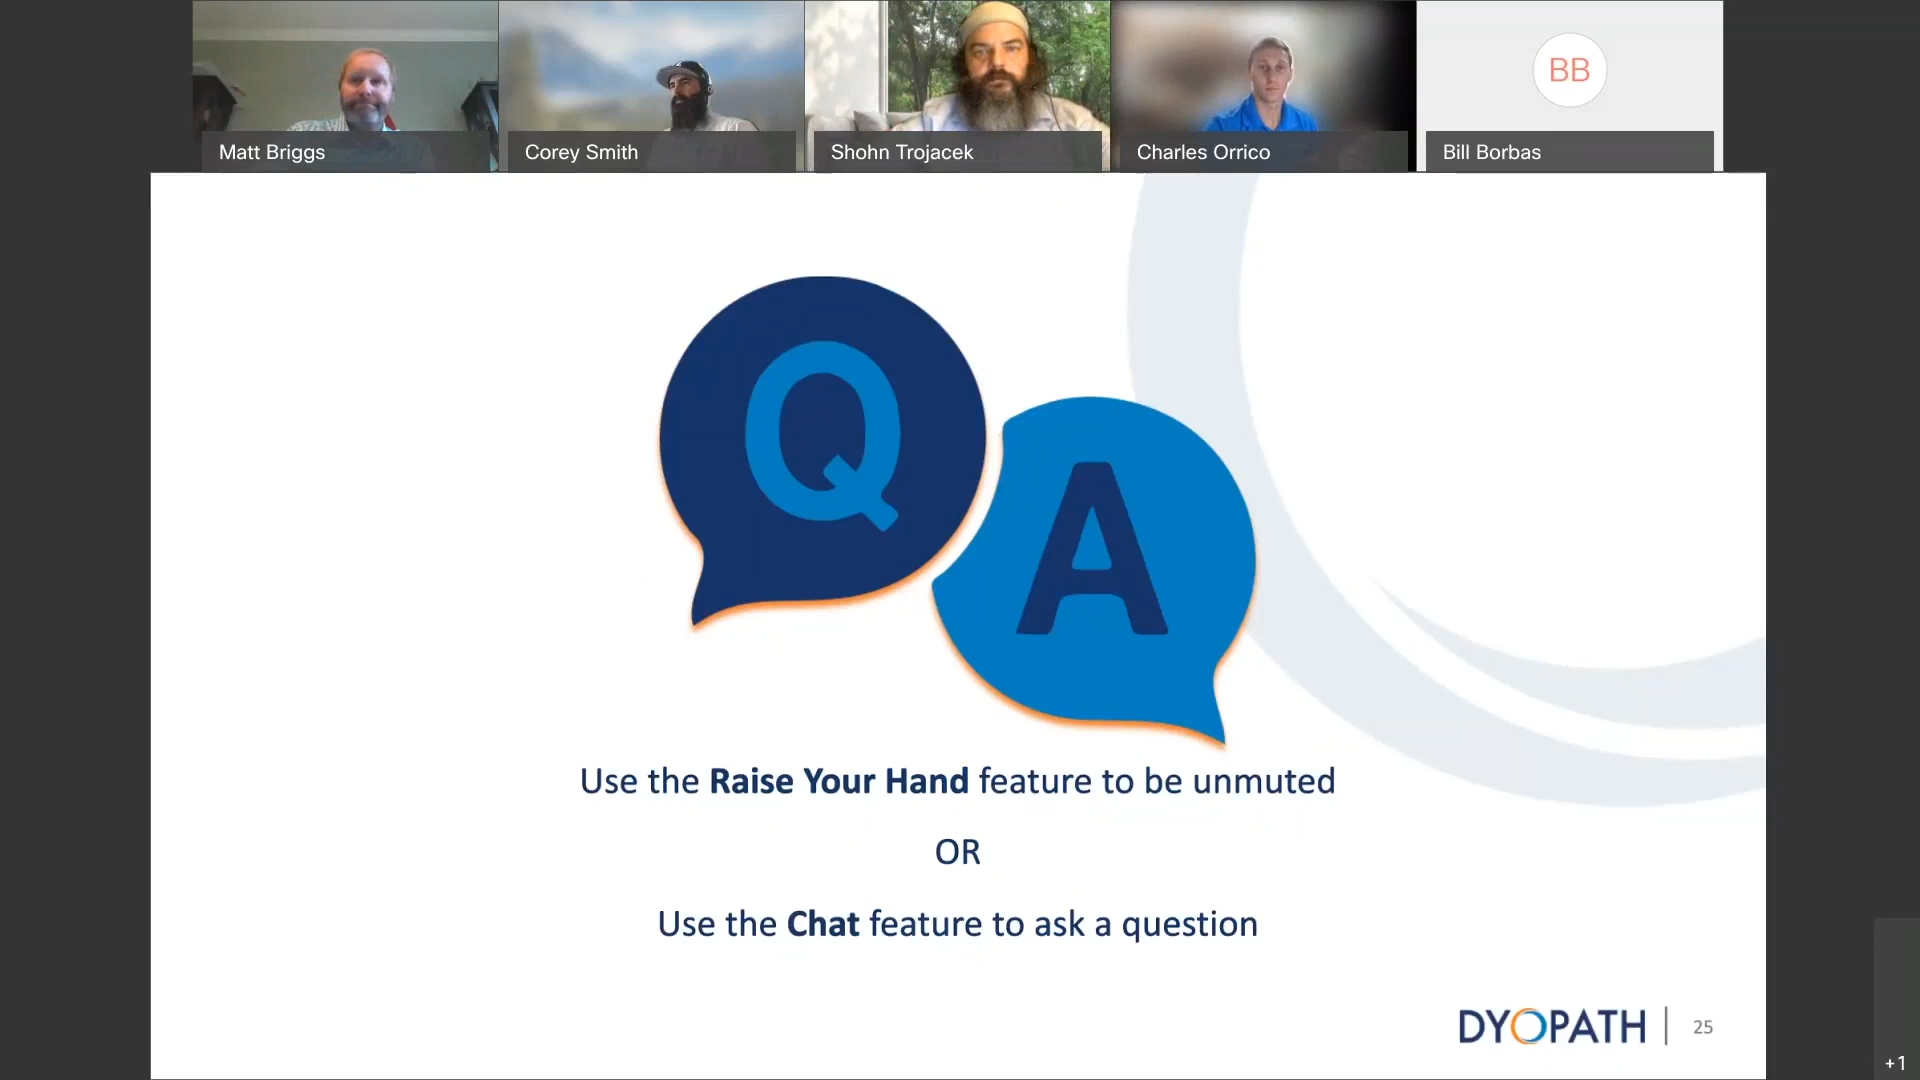 Matt Briggs
Corey Smith
Shohn Trojacek
Charles Orrico
BB
Bill Borbas
Q
A
Use the Raise Your Hand feature to be unmuted
OR
Use the Chat feature to ask a question
DYOPATH
25
+1